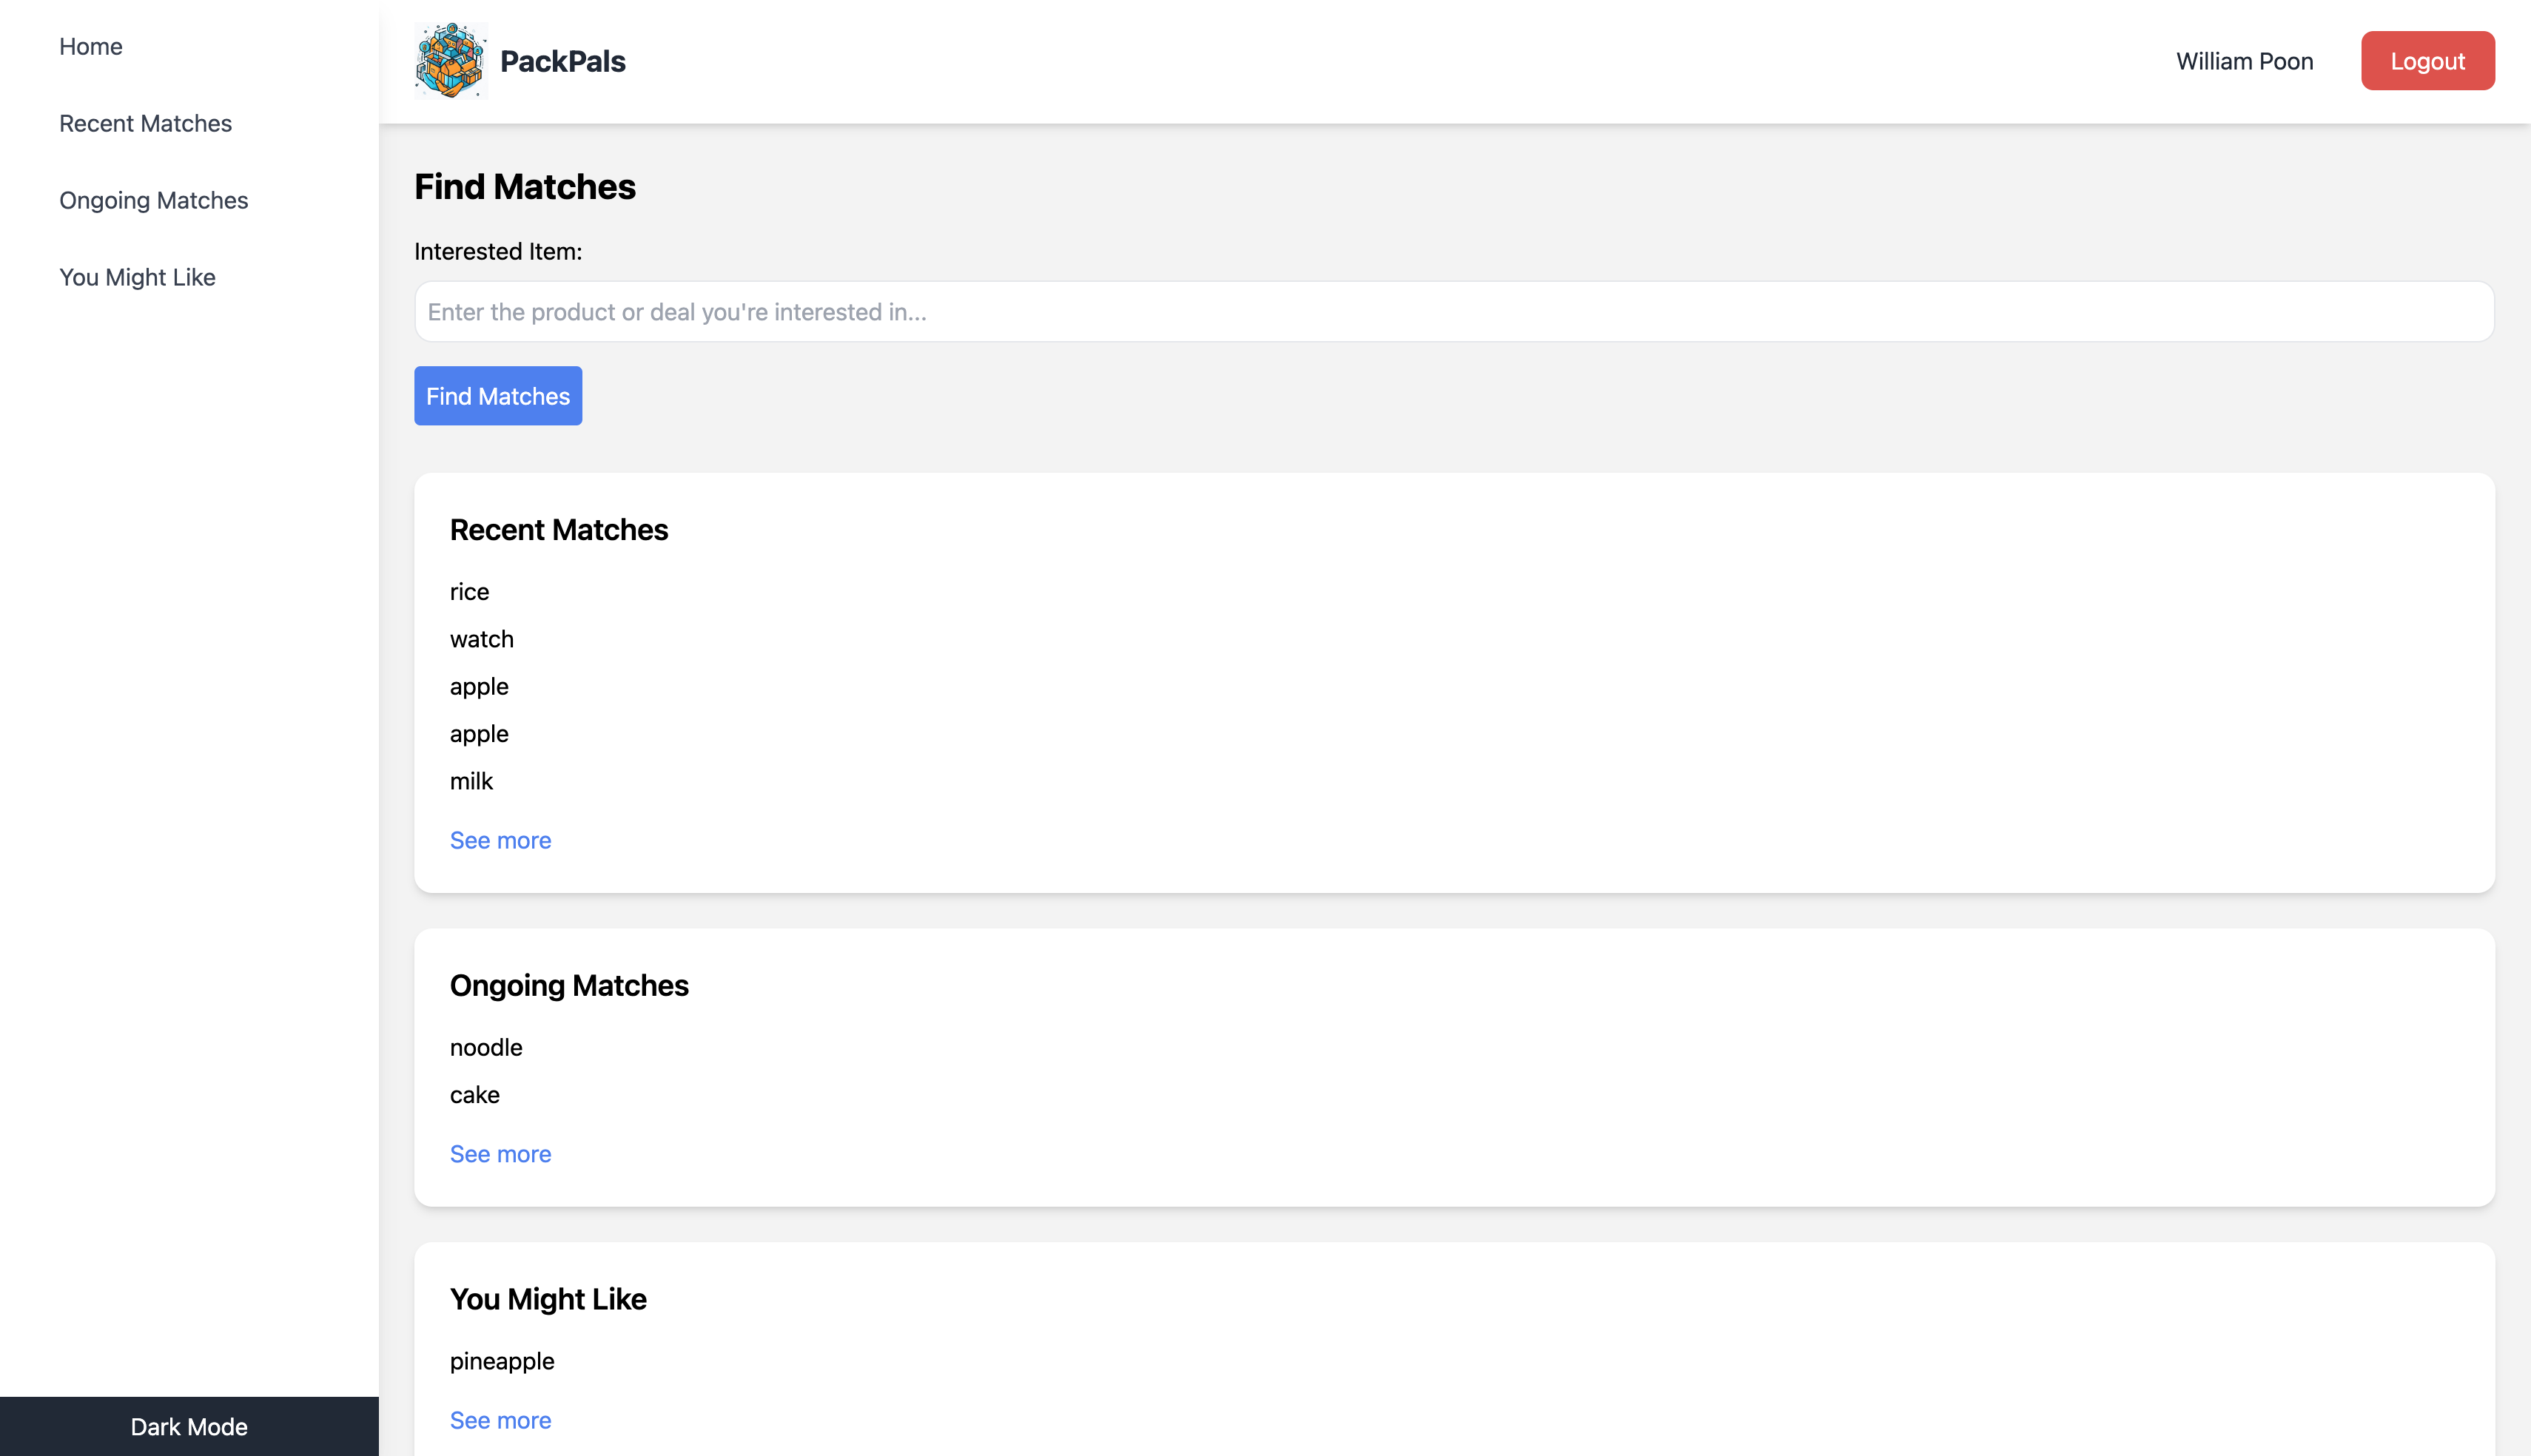 Home
Recent Matches
Ongoing Matches
You Might Like
Dark Mode
PackPals
William Poon
Logout
Find Matches
Interested Item:
Enter the product or deal you're interested in...
Find Matches
Recent Matches
rice
watch
apple
apple
milk
See more
Ongoing Matches
noodle
cake
See more
You Might Like
pineapple
See more